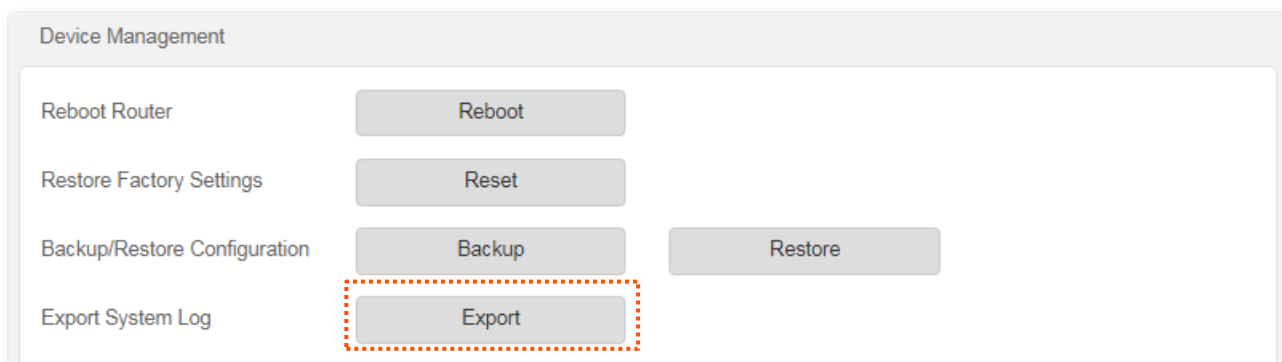 Device Management
Reboot Router Reboot
Restore Factory Settings Reset
Backup/Restore Configuration Backup Restore
Export System Log Export